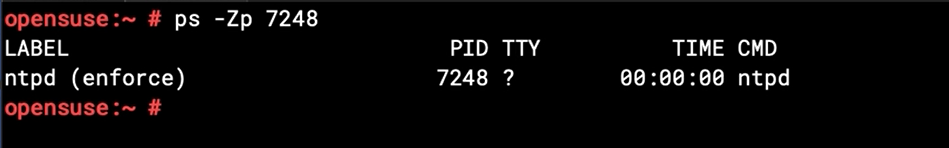 opensuse:~ # ps -Zp 7248
LABEL PID TTY TIME CMD
ntpd (enforce) 7248 ? 00:00:00 ntpd
opensuse:~ #